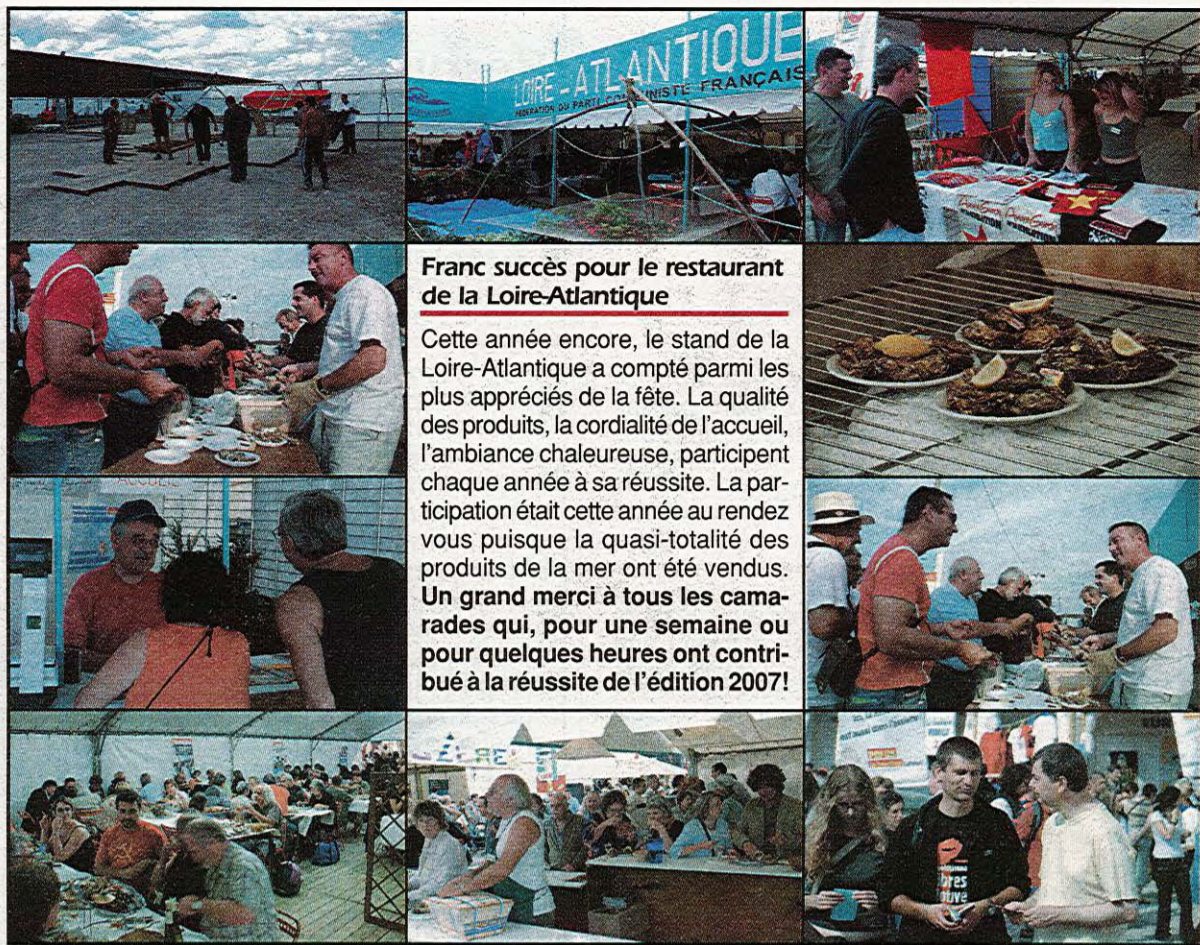 LOIRE-ATLANTIQUE
FÉDÉRATION DU PARTI COMMUNISTE FRANÇAIS
Franc succès pour le restaurant
de la Loire-Atlantique
Cette année encore, le stand de la
Loire-Atlantique a compté parmi les
plus appréciés de la fête. La qualité
des produits, la cordialité de l'accueil,
l'ambiance chaleureuse, participent
chaque année à sa réussite. La par-
ticipation était cette année au rendez
vous puisque la quasi-totalité des
produits de la mer ont été vendus.
Un grand merci à tous les cama-
rades qui, pour une semaine ou
pour quelques heures ont contri-
bué à la réussite de l'édition 2007!
ACCUEIL